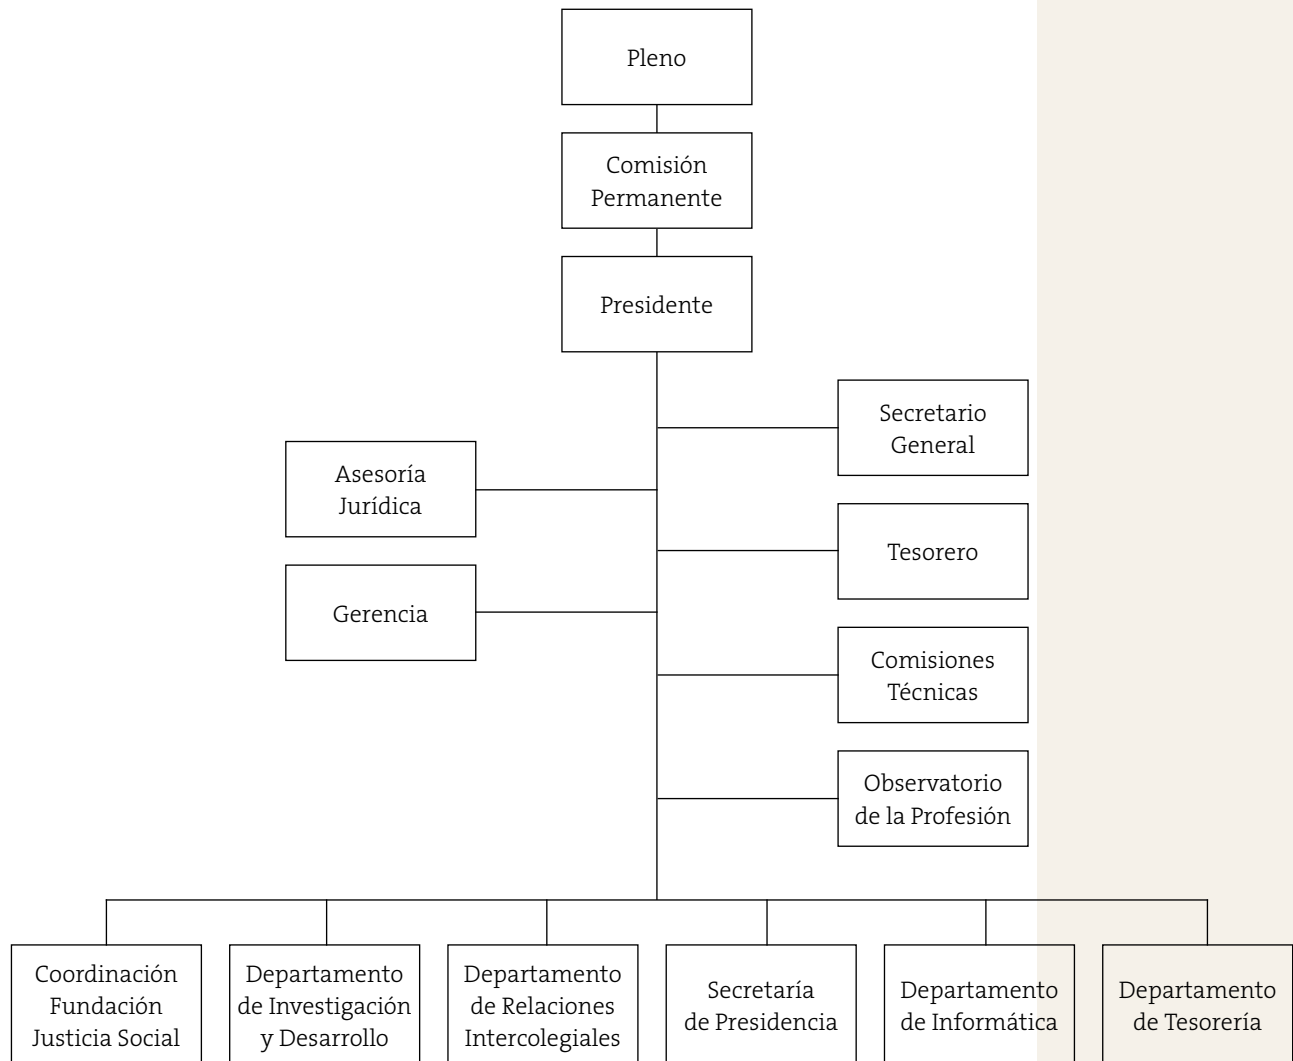 Pleno
Comisión
Permanente
Presidente
Secretario
General
Asesoría
Jurídica
Tesorero
Gerencia
Comisiones
Técnicas
Observatorio
de la Profesión
Coordinación
Fundación
Justicia Social
Departamento
de Investigación
y Desarrollo
Departamento
de Relaciones
Intercolegiales
Secretaría
de Presidencia
Departamento
de Informática
Departamento
de Tesorería